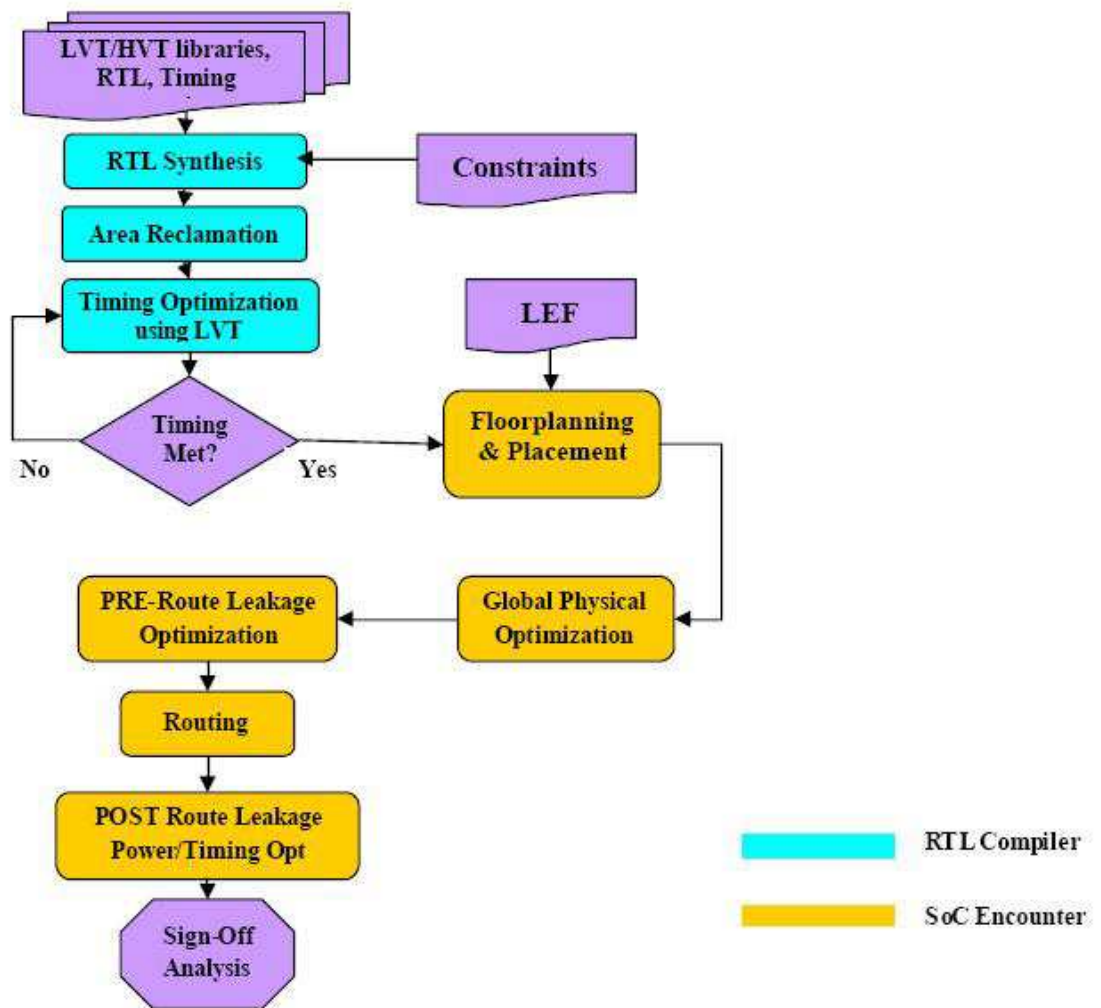 LVT/HVT libraries,
RTL, Timing
RTL Synthesis
Constraints
Area Reclamation
Timing Optimization
using LVT
LEF
Timing
Met?
No
Yes
Floorplanning
& Placement
PRE-Route Leakage
Optimization
Global Physical
Optimization
Routing
POST Route Leakage
Power/Timing Opt
RTL Compiler
SoC Encounter
Sign-Off
Analysis